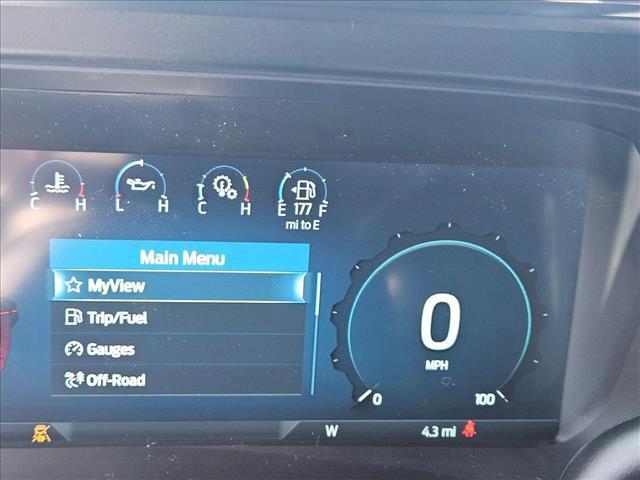 C H L H C H E 177 F
mi to E
Main Menu
MyView
Trip/Fuel
Gauges
Off-Road
0
MPH
0 100
W 4.3 mi